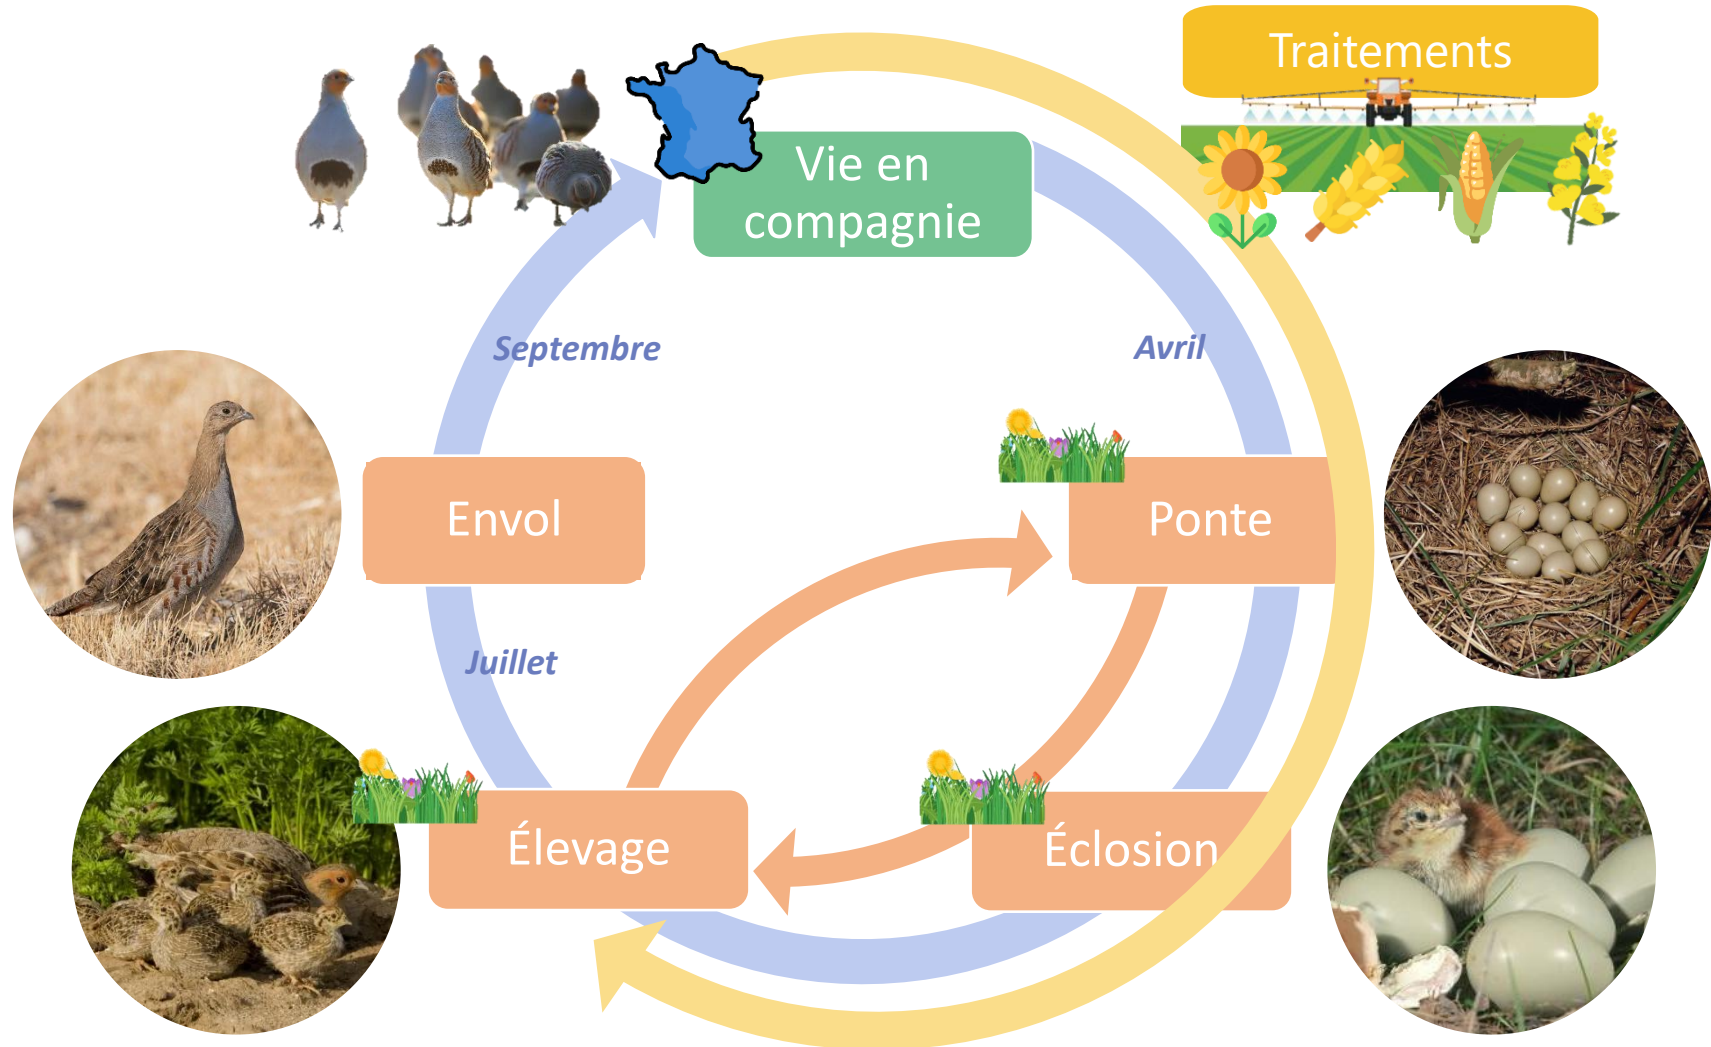 Traitements
Vie en
compagnie
Septembre
Avril
Envol
Ponte
Juillet
Élevage
Éclosion